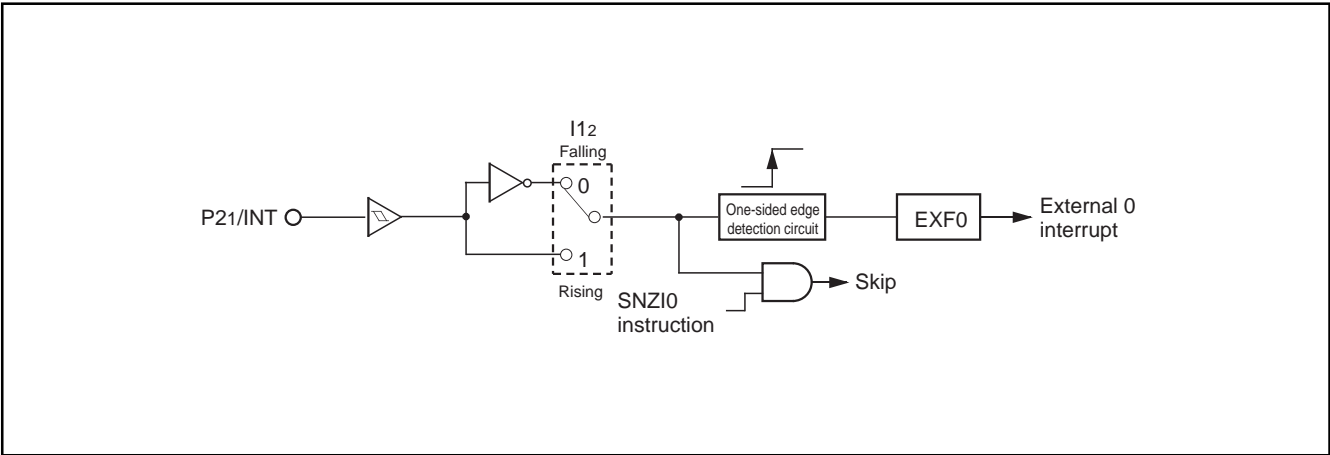 I12
Falling
0
P21/INT
1
Rising
One-sided edge
detection circuit
EXF0
External 0
interrupt
Skip
SNZI0
instruction